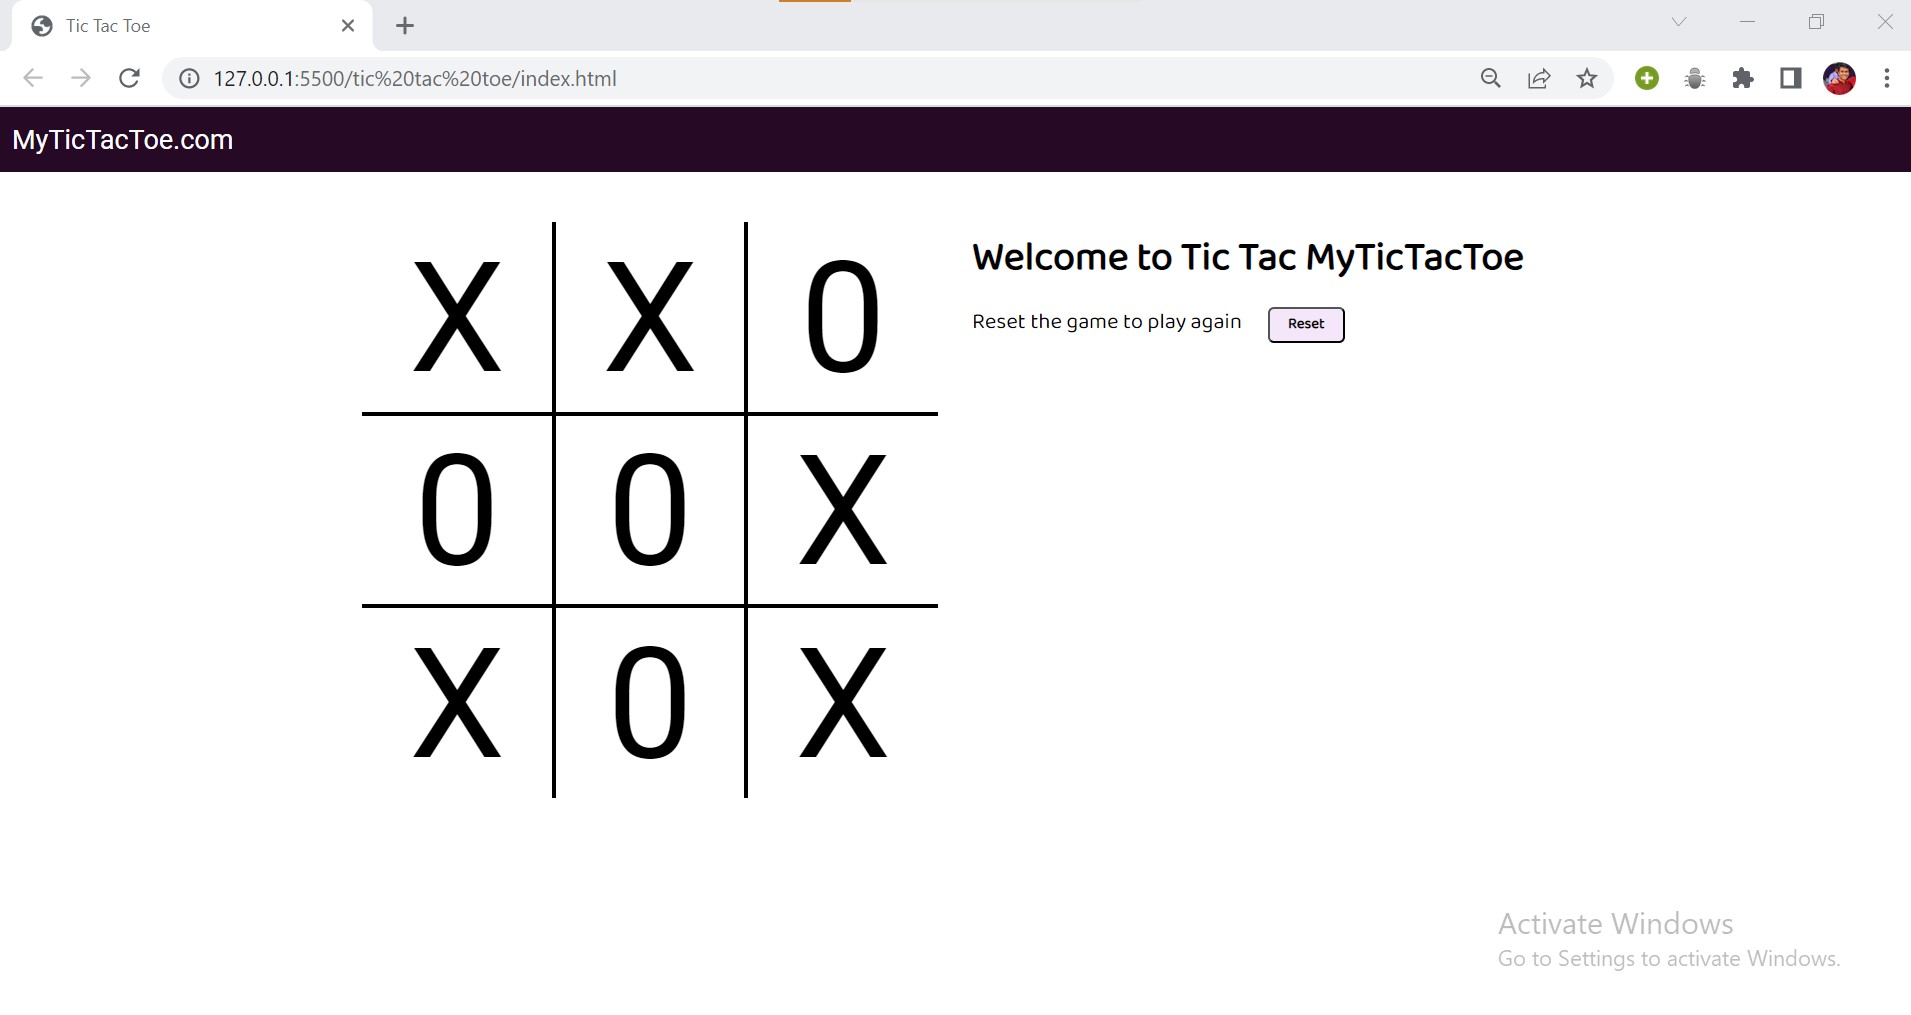 Tic Tac Toe
127.0.0.1:5500/tic%20tac%20toe/index.html
MyTicTacToe.com
X X 0
0 0 X
X 0 X
Welcome to Tic Tac MyTicTacToe
Reset the game to play again Reset
Activate Windows
Go to Settings to activate Windows.